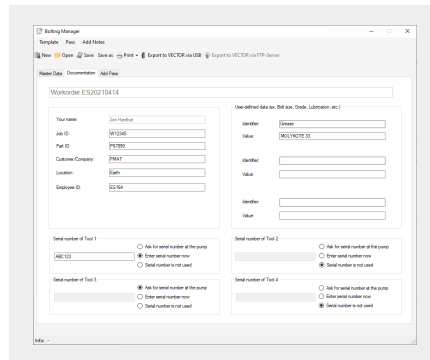 Bolting Manager
Template Pass Add Notes
New Open Save Save as Print Export to VECTOR via USB Export to VECTOR via FTP-Server
Master Data Documentation Add Pass
Workorder ES20210414
User-defined data (ex. Bolt size, Grade, Lubrication, etc.)
Your name: Joe Hardhat
Job ID: W12345
Part ID: P67890
Customer/Company: FMAT
Location: Earth
Employee ID: ES164
Identifier: Grease
Value: MOLYKOTE 33
Identifier:
Value:
Identifier:
Value:
Serial number of Tool 1
Ask for serial number at the pump
ABC123 Enter serial number now
Serial number is not used
Serial number of Tool 2
Ask for serial number at the pump
Enter serial number now
Serial number is not used
Serial number of Tool 3
Ask for serial number at the pump
Enter serial number now
Serial number is not used
Serial number of Tool 4
Ask for serial number at the pump
Enter serial number now
Serial number is not used
Info: -